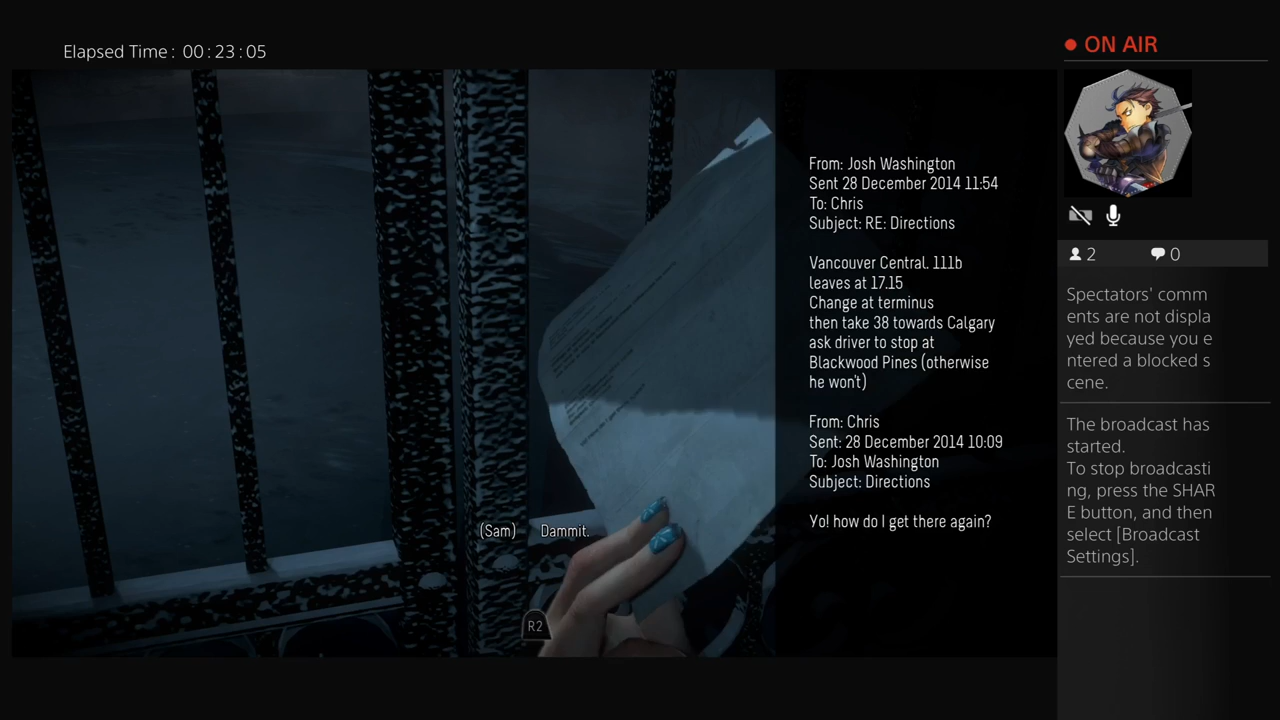 Elapsed Time: 00:23:05
ON AIR
From: Josh Washington
Sent 28 December 2014 11:54
To: Chris
Subject: RE: Directions
Vancouver Central. 111b
leaves at 17.15
Change at terminus
then take 38 towards Calgary
ask driver to stop at
Blackwood Pines (otherwise
he won't)
From: Chris
Sent: 28 December 2014 10:09
To: Josh Washington
Subject: Directions
Yo! how do I get there again?
(Sam) Dammit.
R2
2 0
Spectators' comm
ents are not displa
yed because you e
ntered a blocked s
cene.
The broadcast has
started.
To stop broadcasti
ng, press the SHAR
E button, and then
select [Broadcast
Settings].